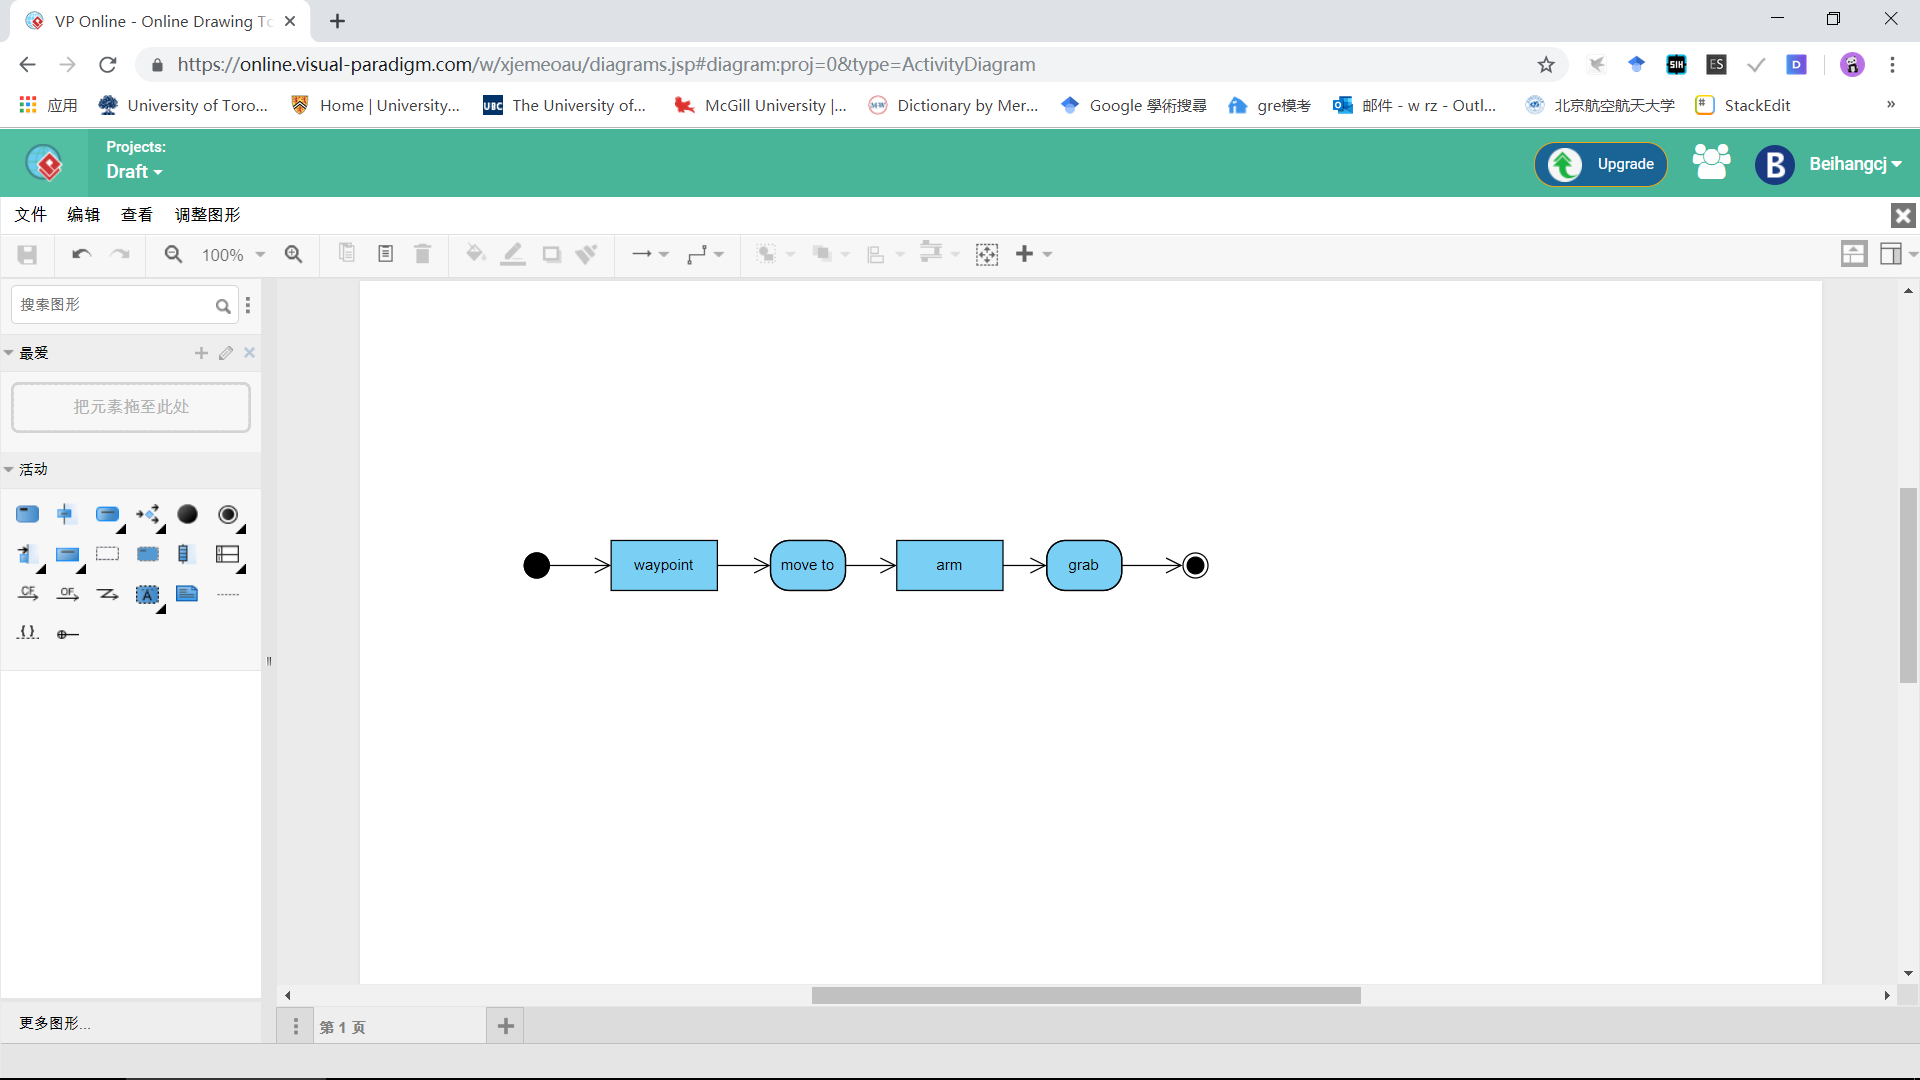 VP Online - Online Drawing To
https://online.visual-paradigm.com/w/xjemeoau/diagrams.jsp#diagram:proj=0&type=ActivityDiagram
SIH
ES
D
应用
University of Toro...
Home | University...
UBC
The University of...
McGill University |...
M-W
Dictionary by Mer...
Google 學術搜尋
gre模考
邮件 - w rz - Outl...
北京航空航天大学
StackEdit
»
Projects:
Draft
Upgrade
B
Beihangcj
文件
编辑
查看
调整图形
100%
搜索图形
最爱
把元素拖至此处
活动
CF
OF
A
{ }
waypoint
move to
arm
grab
更多图形...
第 1 页